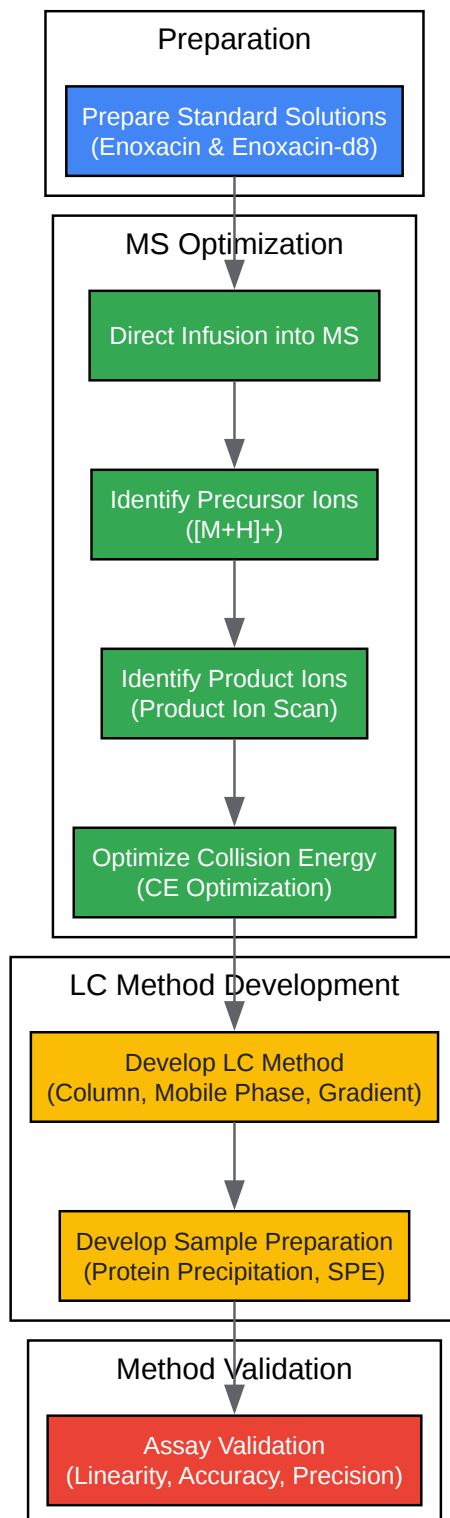 Preparation
Prepare Standard Solutions
(Enoxacin & Enoxacin-d8)
MS Optimization
Direct Infusion into MS
Identify Precursor Ions
([M+H]+)
Identify Product Ions
(Product Ion Scan)
Optimize Collision Energy
(CE Optimization)
LC Method Development
Develop LC Method
(Column, Mobile Phase, Gradient)
Develop Sample Preparation
(Protein Precipitation, SPE)
Method Validation
Assay Validation
(Linearity, Accuracy, Precision)